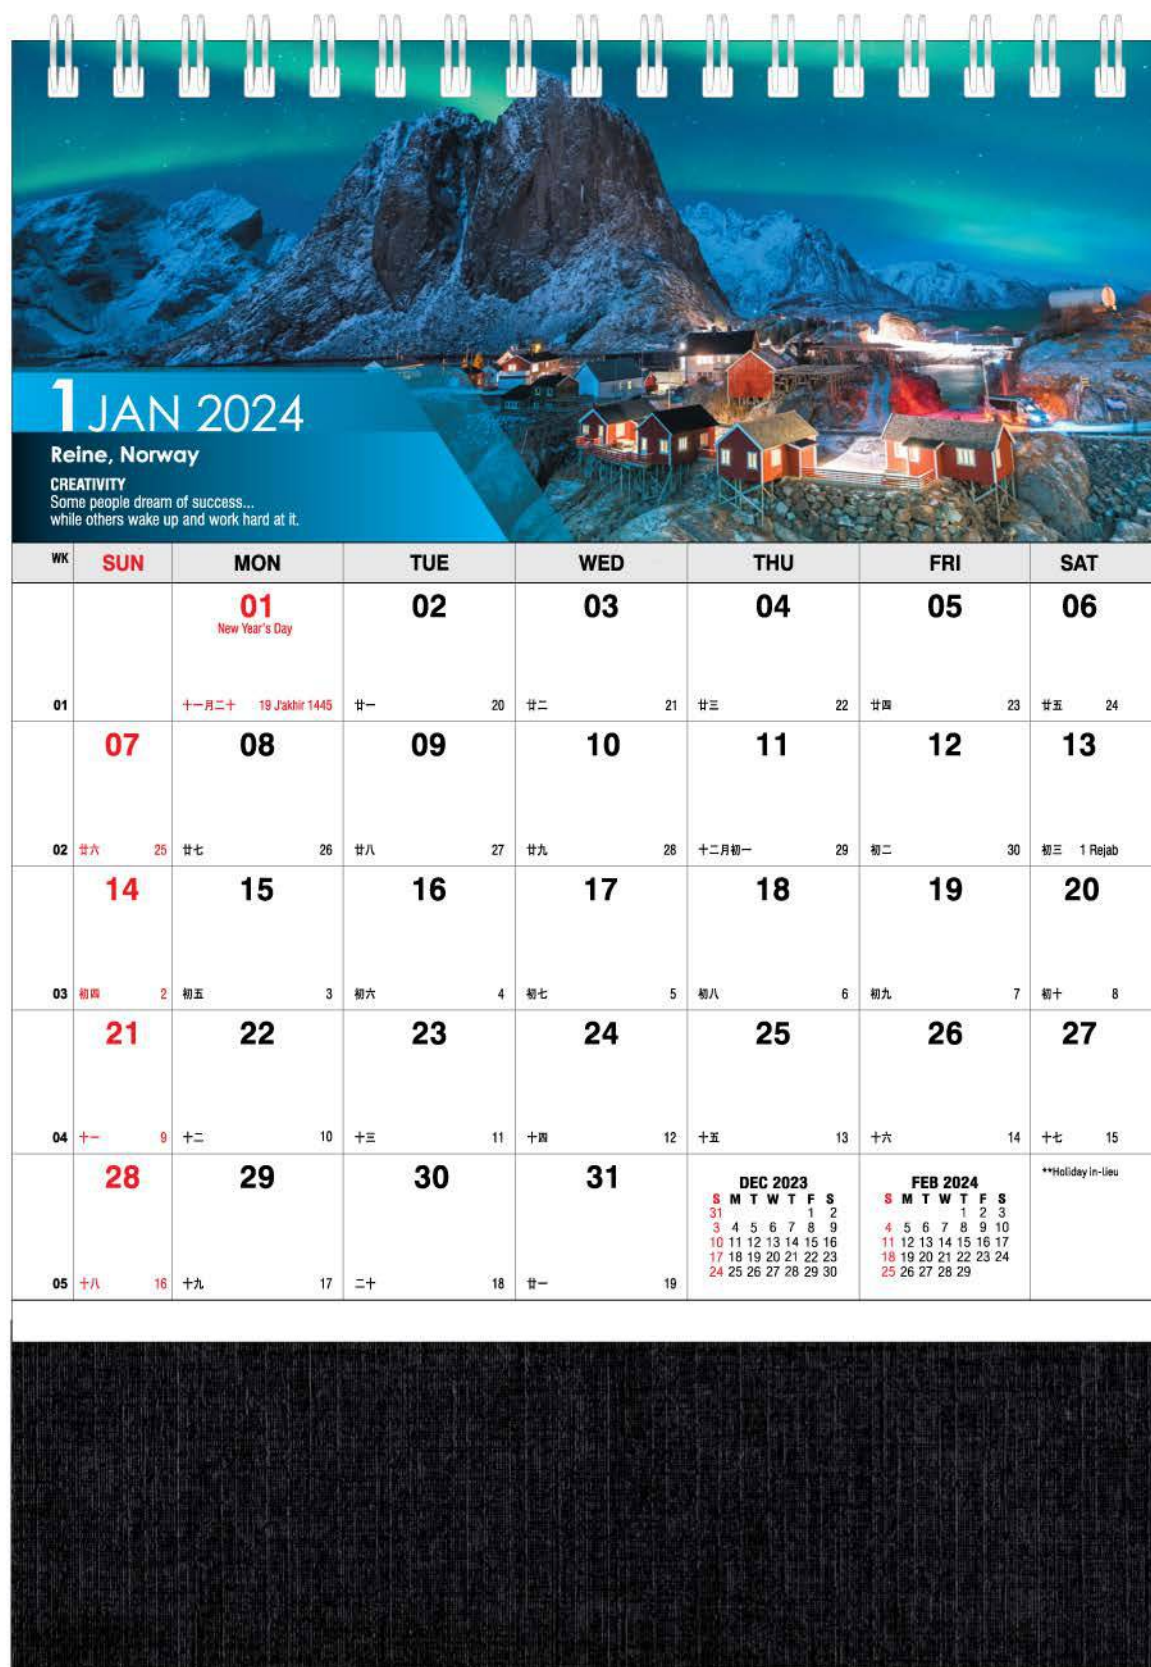 1 JAN 2024
Reine, Norway
CREATIVITY
Some people dream of success...
while others wake up and work hard at it.
WK SUN MON TUE WED THU FRI SAT
01 02 03 04 05 06
New Year's Day
01 十一月二十 19 J'akhir 1445 廿一 20 廿二 21 廿三 22 廿四 23 廿五 24
07 08 09 10 11 12 13
02 廿六 25 廿七 26 廿八 27 廿九 28 十二月初一 29 初二 30 初三 1 Rejab
14 15 16 17 18 19 20
03 初四 2 初五 3 初六 4 初七 5 初八 6 初九 7 初十 8
21 22 23 24 25 26 27
04 十一 9 十二 10 十三 11 十四 12 十五 13 十六 14 十七 15
28 29 30 31
05 十八 16 十九 17 二十 18 廿一 19
DEC 2023
S M T W T F S
31 1 2
3 4 5 6 7 8 9
10 11 12 13 14 15 16
17 18 19 20 21 22 23
24 25 26 27 28 29 30
FEB 2024
S M T W T F S
1 2 3
4 5 6 7 8 9 10
11 12 13 14 15 16 17
18 19 20 21 22 23 24
25 26 27 28 29
**Holiday in-lieu